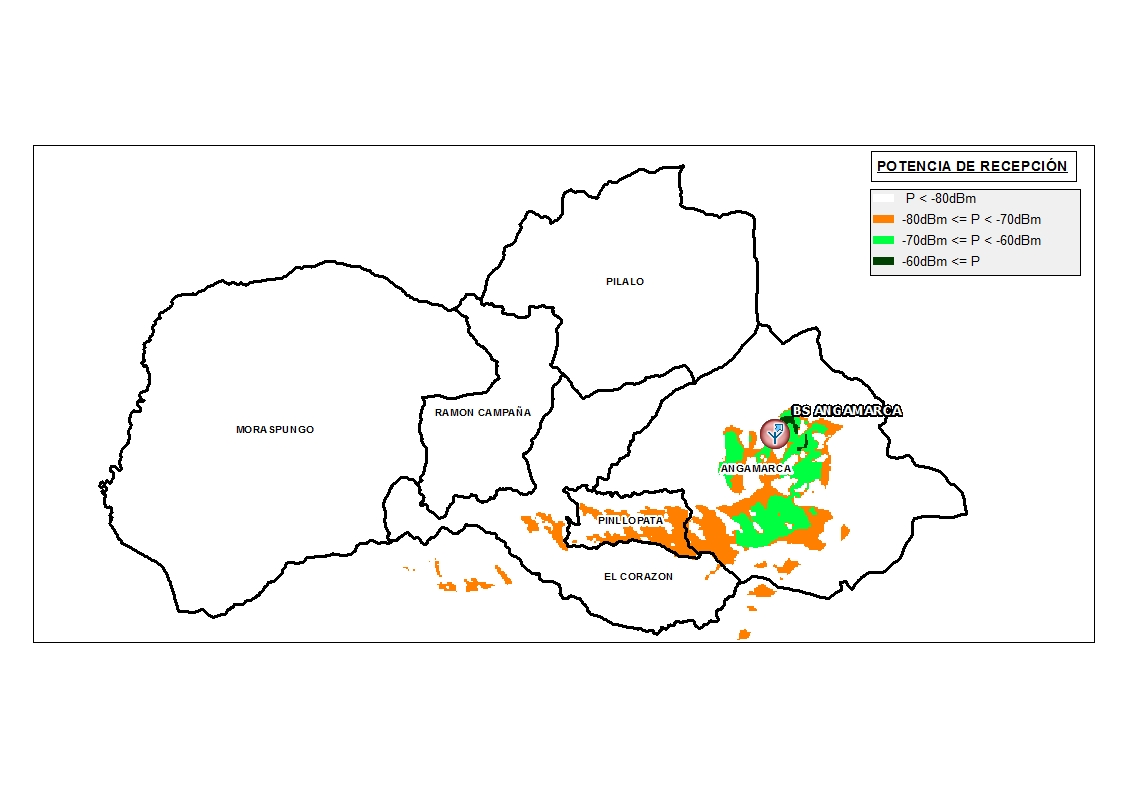 POTENCIA DE RECEPCIÓN
P < -80dBm
-80dBm <= P < -70dBm
-70dBm <= P < -60dBm
-60dBm <= P
PILALO
RAMON CAMPAÑA
BS ANGAMARCA
MORASPUNGO
ANGAMARCA
PINLLOPATA
EL CORAZON